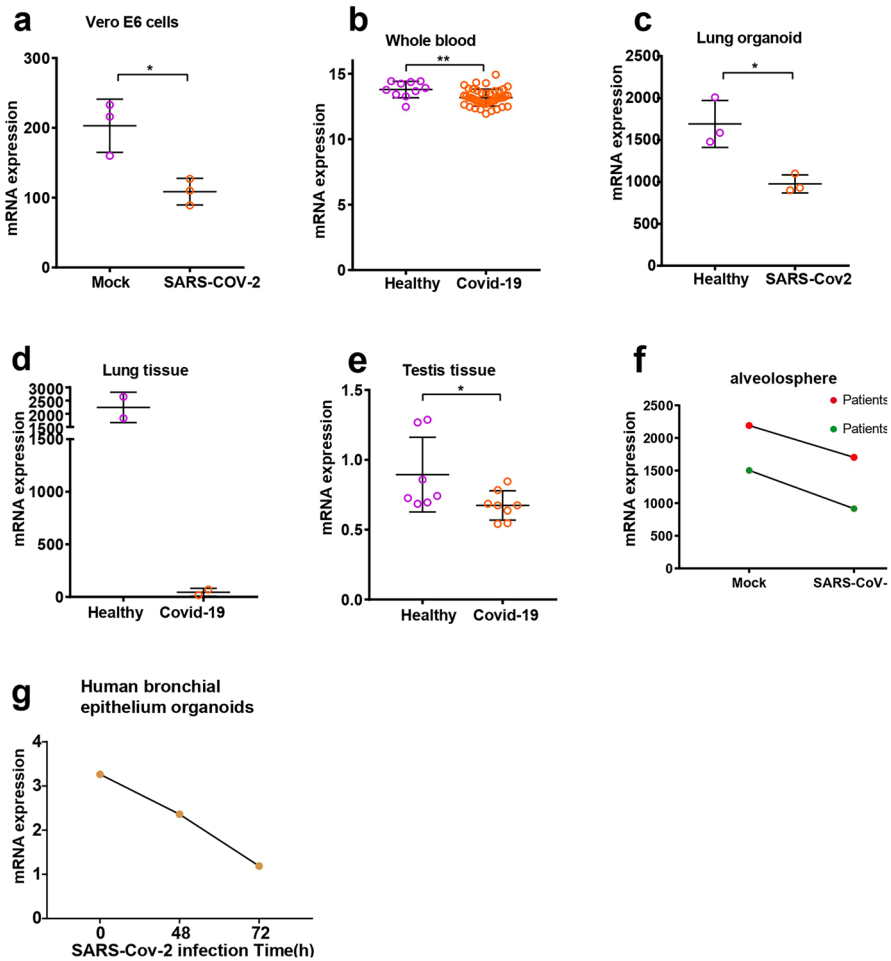 a
Vero E6 cells
mRNA expression
300
200
100
0
*
Mock
SARS-COV-2
b
Whole blood
mRNA expression
15
10
5
0
**
Healthy
Covid-19
c
Lung organoid
mRNA expression
2500
2000
1500
1000
500
0
*
Healthy
SARS-Cov2
d
Lung tissue
mRNA expression
3000
2500
2000
1500
1500
1000
500
0
Healthy
Covid-19
e
Testis tissue
mRNA expression
1.5
1.0
0.5
0.0
*
Healthy
Covid-19
f
alveolosphere
mRNA expression
2500
2000
1500
1000
500
0
Patients
Patients
Mock
SARS-CoV-
g
Human bronchial
epithelium organoids
mRNA expression
4
3
2
1
0
0
48
72
SARS-Cov-2 infection Time(h)